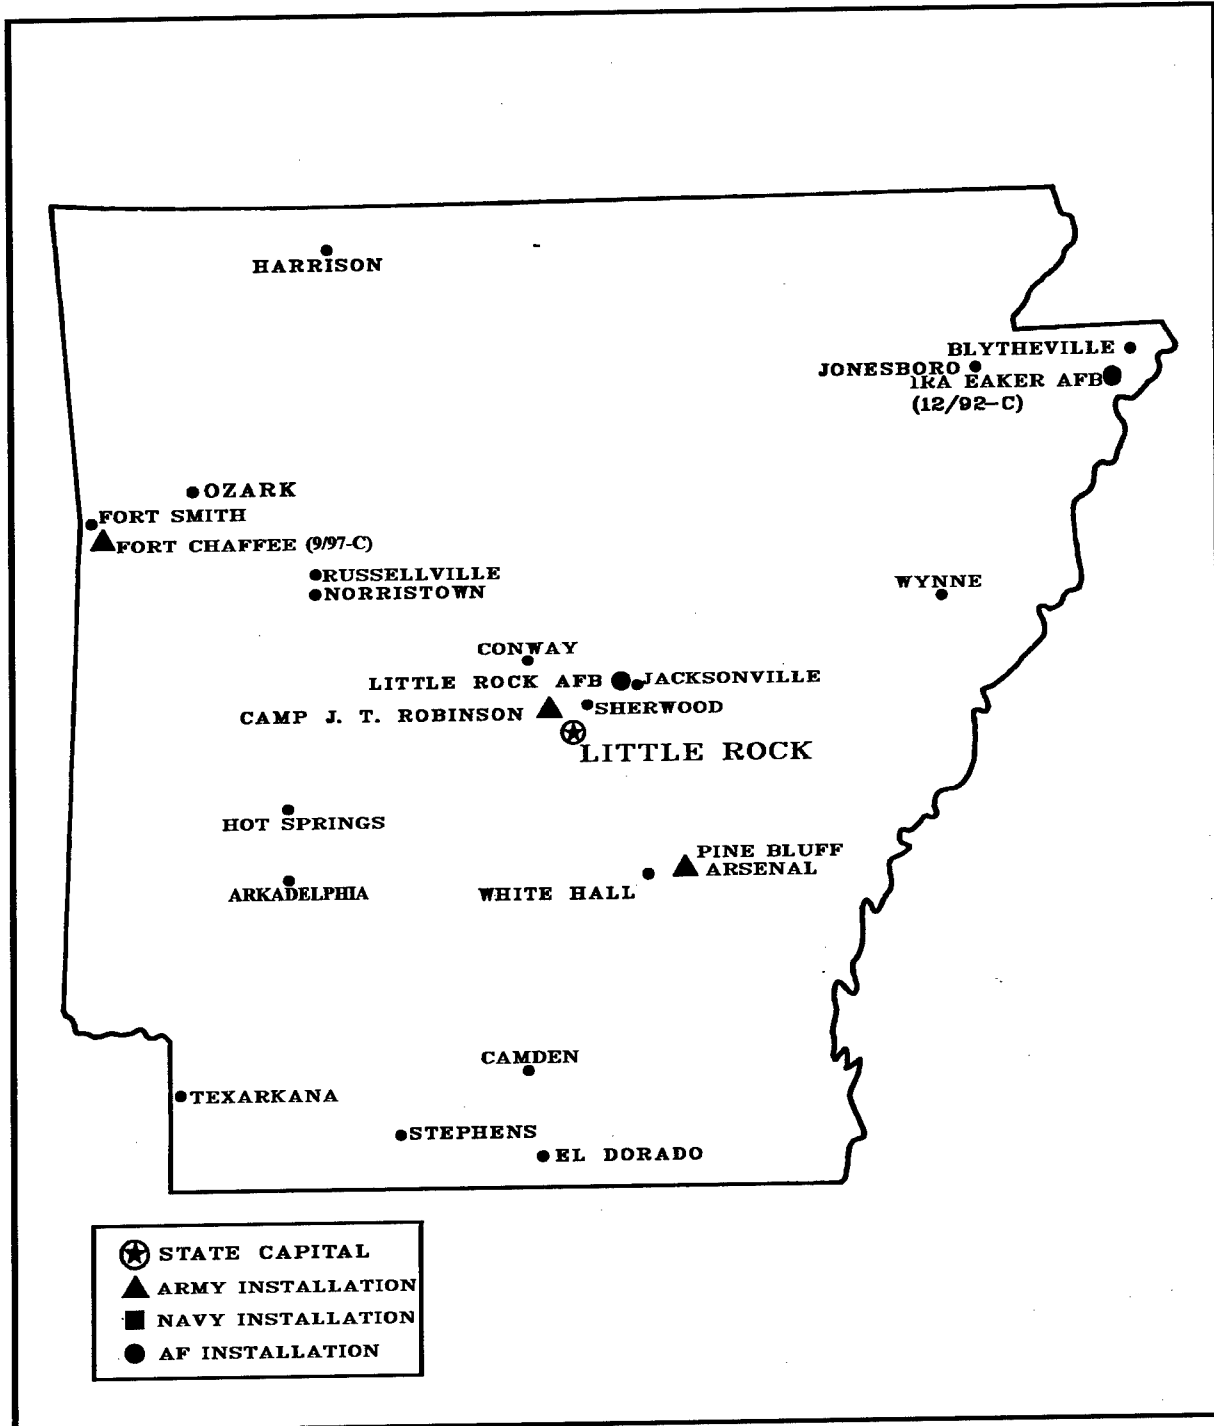 HARRISON
BLYTHEVILLE
JONESBORO
IRA EAKER AFB
(12/92-C)
OZARK
FORT SMITH
FORT CHAFFEE (9/97-C)
RUSSELLVILLE
NORRISTOWN
WYNNE
CONWAY
LITTLE ROCK AFB
JACKSONVILLE
CAMP J. T. ROBINSON
SHERWOOD
LITTLE ROCK
HOT SPRINGS
PINE BLUFF
ARSENAL
ARKADELPHIA
WHITE HALL
CAMDEN
TEXARKANA
STEPHENS
EL DORADO
STATE CAPITAL
ARMY INSTALLATION
NAVY INSTALLATION
AF INSTALLATION